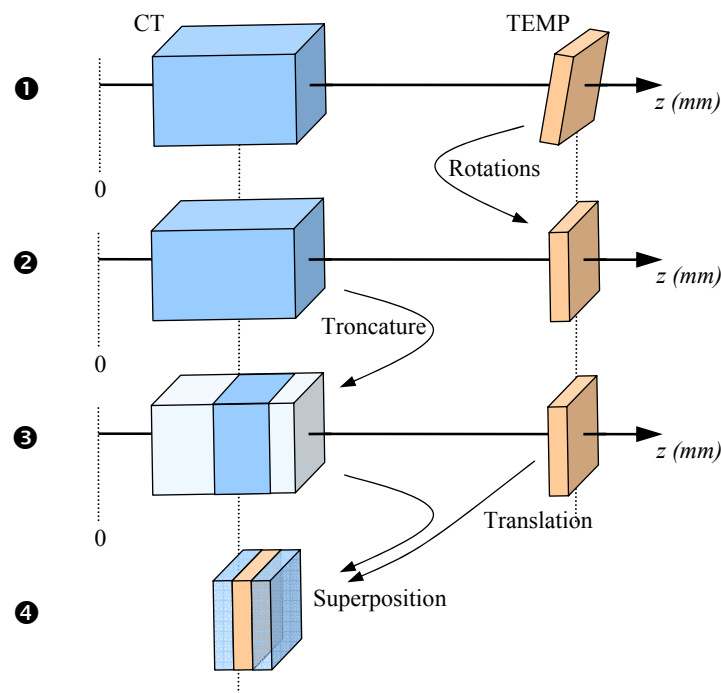 CT TEMP
❶
z (mm)
0
Rotations
❷
z (mm)
Troncature
0
❸
z (mm)
0
Translation
Superposition
❹